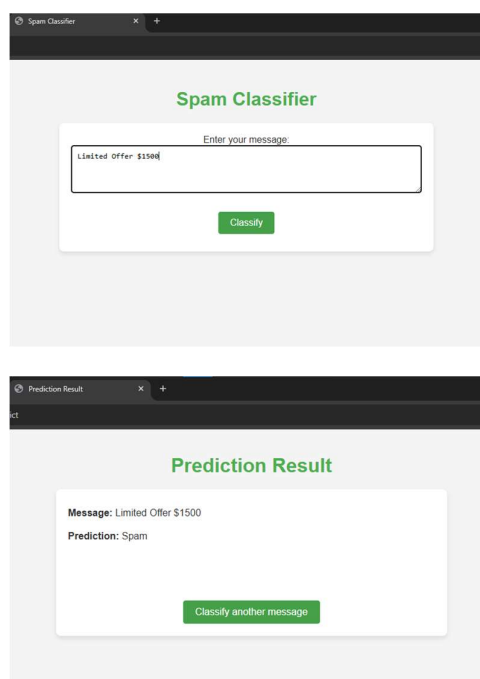 Spam Classifier
Spam Classifier
Enter your message:
Limited Offer $1500
Classify
Prediction Result
ict
Prediction Result
Message: Limited Offer $1500
Prediction: Spam
Classify another message